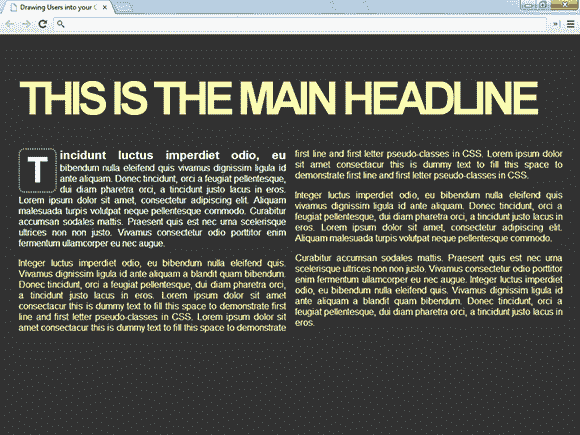 Drawing Users into your C
THIS IS THE MAIN HEADLINE
T
incidunt luctus imperdiet odio, eu
bibendum nulla eleifend quis vivamus dignissim ligula id
ante aliquam. Donec tincidunt, orci a feugiat pellentesque,
dui diam pharetra orci, a tincidunt justo lacus in eros.
Lorem ipsum dolor sit amet, consectetur adipiscing elit. Aliquam
malesuada turpis volutpat neque pellentesque commodo. Curabitur
accumsan sodales mattis. Praesent quis est nec urna scelerisque
ultrices non non justo. Vivamus consectetur odio porttitor enim
fermentum ullamcorper eu nec augue.
Integer luctus imperdiet odio, eu bibendum nulla eleifend quis.
Vivamus dignissim ligula id ante aliquam a blandit quam bibendum.
Donec tincidunt, orci a feugiat pellentesque, dui diam pharetra orci,
a tincidunt justo lacus in eros. Lorem ipsum dolor sit amet
consectacur this is dummy text to fill this space to demonstrate first
line and first letter pseudo-classes in CSS. Lorem ipsum dolor sit
amet consectacur this is dummy text to fill this space to demonstrate
first line and first letter pseudo-classes in CSS. Lorem ipsum dolor
sit amet consectacur this is dummy text to fill this space to
demonstrate first line and first letter pseudo-classes in CSS.
Integer luctus imperdiet odio, eu bibendum nulla eleifend quis
vivamus dignissim ligula id ante aliquam. Donec tincidunt, orci a
feugiat pellentesque, dui diam pharetra orci, a tincidunt justo lacus in
eros. Lorem ipsum dolor sit amet, consectetur adipiscing elit.
Aliquam malesuada turpis volutpat neque pellentesque commodo.
Curabitur accumsan sodales mattis. Praesent quis est nec urna
scelerisque ultrices non non justo. Vivamus consectetur odio porttitor
enim fermentum ullamcorper eu nec augue. Integer luctus imperdiet
odio, eu bibendum nulla eleifend quis. Vivamus dignissim ligula id
ante aliquam a blandit quam bibendum. Donec tincidunt, orci a
feugiat pellentesque, dui diam pharetra orci, a tincidunt justo lacus in
eros.